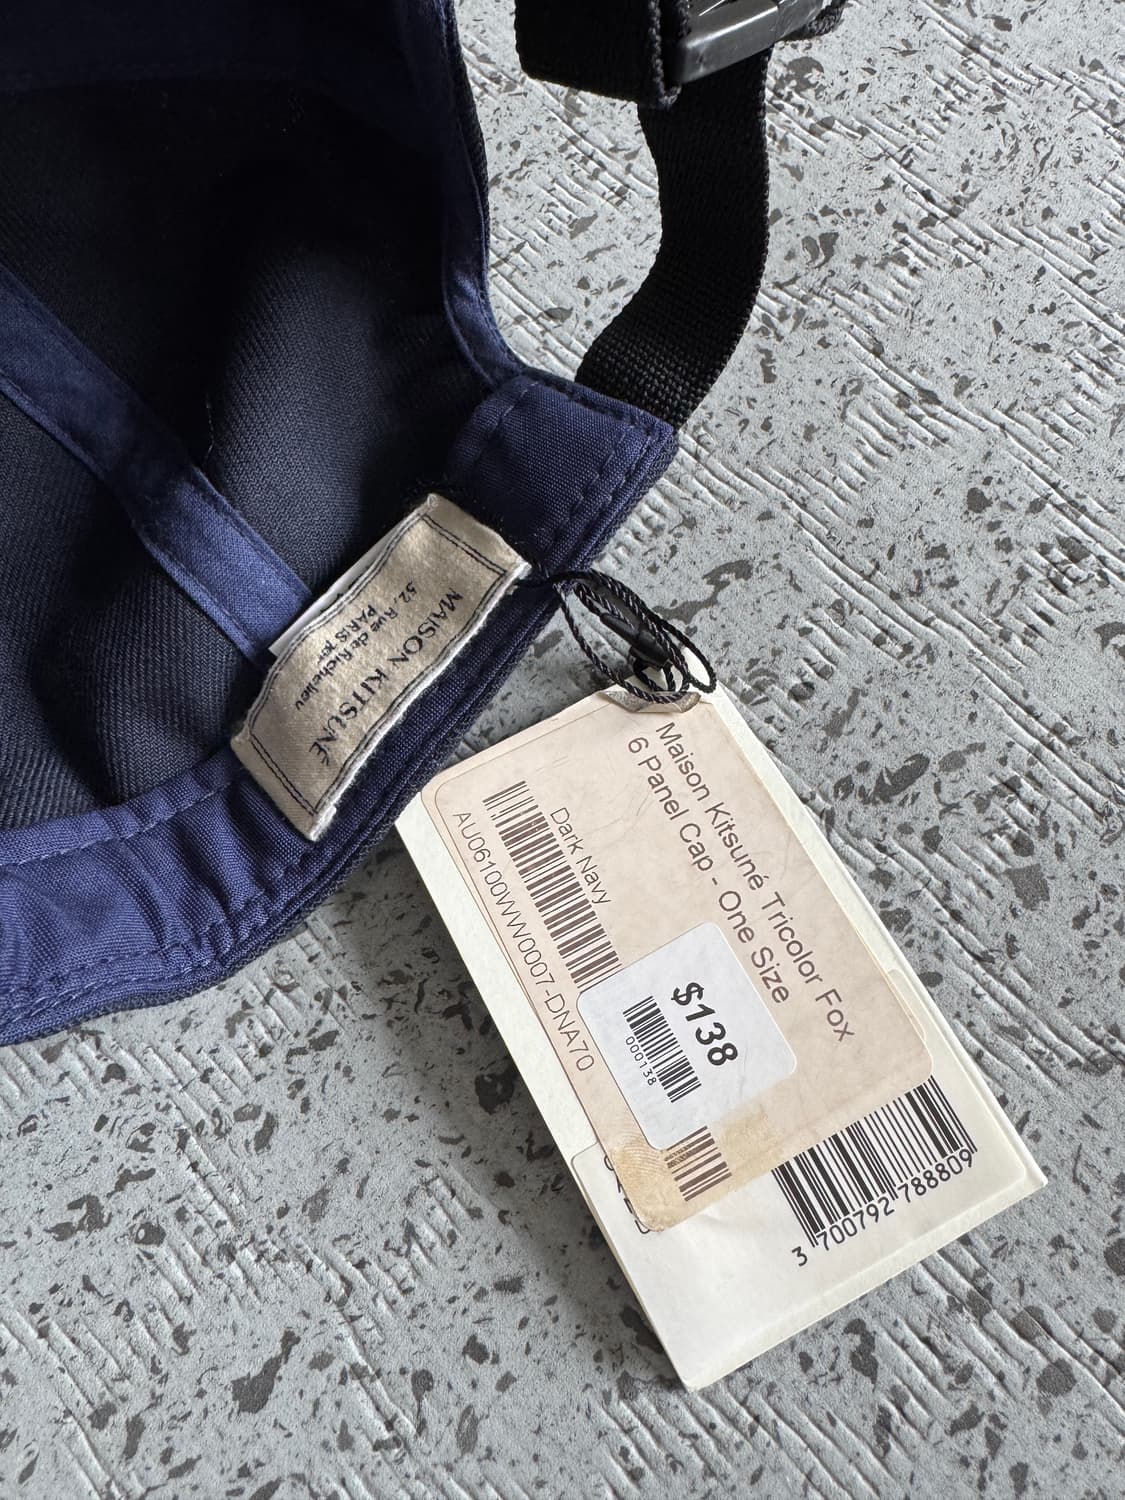 MAISON KITSUNÉ
52, Rue de Richelieu
PARIS 1er
Maison Kitsuné Tricolor Fox
6 Panel Cap - One Size
Dark Navy
AU06100WW0007-DNA70
$138
000138
3 700792 788809